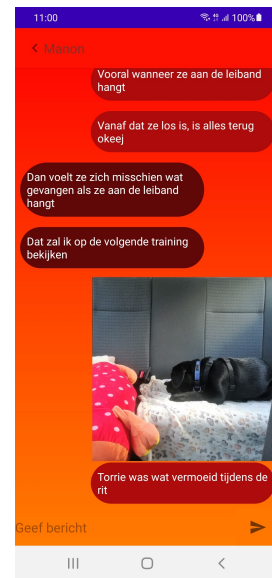 11:00
100%
Manon
Vooral wanneer ze aan de leiband
hangt
Vanaf dat ze los is, is alles terug
okeej
Dan voelt ze zich misschien wat
gevangen als ze aan de leiband
hangt
Dat zal ik op de volgende training
bekijken
Torrie was wat vermoeid tijdens de
rit
Geef bericht